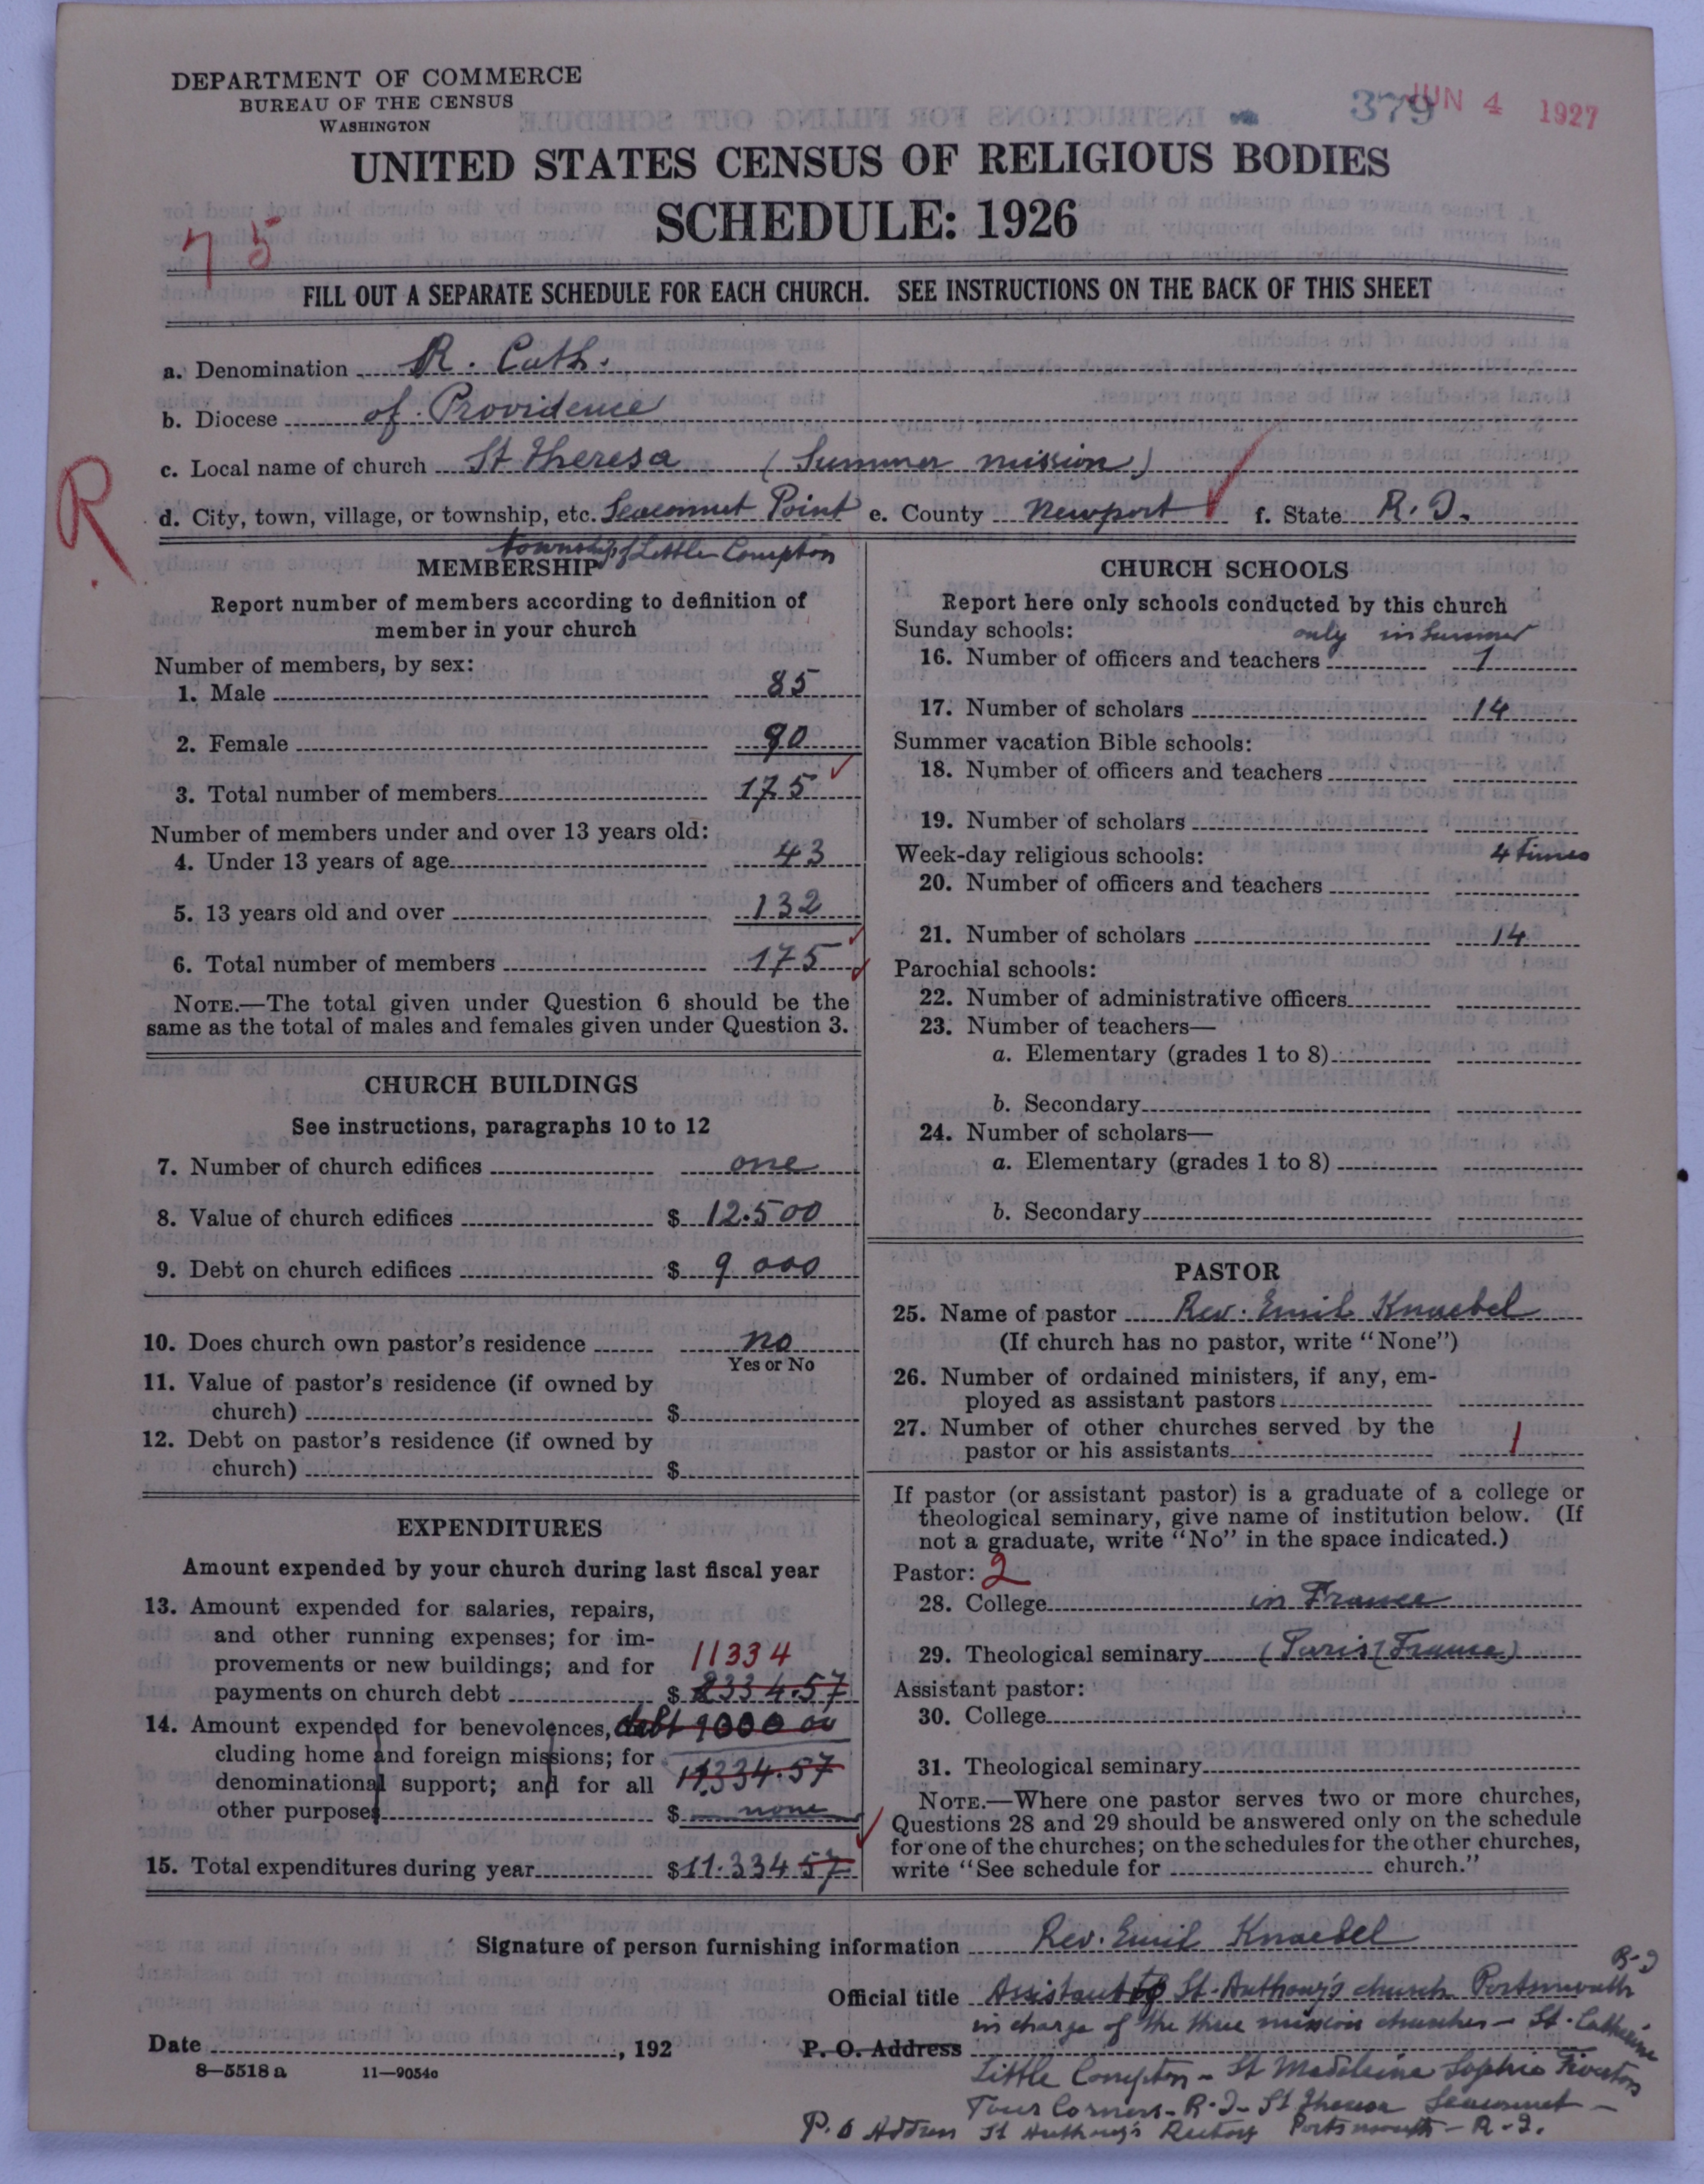 DEPARTMENT OF COMMERCE
BUREAU OF THE CENSUS
WASHINGTON
379 JUN 4 1927
UNITED STATES CENSUS OF RELIGIOUS BODIES
SCHEDULE: 1926
75
FILL OUT A SEPARATE SCHEDULE FOR EACH CHURCH. SEE INSTRUCTIONS ON THE BACK OF THIS SHEET
a. Denomination R. Cath.
b. Diocese of Providence
c. Local name of church St Theresa (Summer mission)
R.
d. City, town, village, or township, etc. Seaconnet Point e. County Newport f. State R. I.
township of Little Compton
MEMBERSHIP
Report number of members according to definition of
member in your church
Number of members, by sex:
1. Male 85
2. Female 90
3. Total number of members 175
Number of members under and over 13 years old:
4. Under 13 years of age 43
5. 13 years old and over 132
6. Total number of members 175
NOTE.—The total given under Question 6 should be the
same as the total of males and females given under Question 3.
CHURCH BUILDINGS
See instructions, paragraphs 10 to 12
7. Number of church edifices one
8. Value of church edifices $ 12.500
9. Debt on church edifices $ 9 000
10. Does church own pastor's residence no
Yes or No
11. Value of pastor's residence (if owned by
church) $
12. Debt on pastor's residence (if owned by
church) $
EXPENDITURES
Amount expended by your church during last fiscal year
13. Amount expended for salaries, repairs,
and other running expenses; for im-
provements or new buildings; and for 11334
payments on church debt $ 2334.57
14. Amount expended for benevolences, debt 9000 00
cluding home and foreign missions; for
denominational support; and for all 11334.57
other purposes $ none
15. Total expenditures during year $11.334 57
CHURCH SCHOOLS
Report here only schools conducted by this church
Sunday schools: only in Summer
16. Number of officers and teachers 1
17. Number of scholars 14
Summer vacation Bible schools:
18. Number of officers and teachers
19. Number of scholars
Week-day religious schools: 4 times
20. Number of officers and teachers
21. Number of scholars 14
Parochial schools:
22. Number of administrative officers
23. Number of teachers—
a. Elementary (grades 1 to 8)
b. Secondary
24. Number of scholars—
a. Elementary (grades 1 to 8)
b. Secondary
PASTOR
25. Name of pastor Rev. Emil Knaebel
(If church has no pastor, write "None")
26. Number of ordained ministers, if any, em-
ployed as assistant pastors
27. Number of other churches served by the
pastor or his assistants 1
If pastor (or assistant pastor) is a graduate of a college or
theological seminary, give name of institution below. (If
not a graduate, write "No" in the space indicated.)
Pastor: 2
28. College in France
29. Theological seminary (Paris (France)
Assistant pastor:
30. College
31. Theological seminary
NOTE.—Where one pastor serves two or more churches,
Questions 28 and 29 should be answered only on the schedule
for one of the churches; on the schedules for the other churches,
write "See schedule for church."
Signature of person furnishing information Rev. Emil Knaebel
Official title Assistant to St. Anthony's church Portsmouth R-I
in charge of the three mission churches - St. Catherine
Date , 192 P. O. Address
Little Compton - St Madeleine Sophie Tiverton
Four Corners - R-I - St Theresa Seaconnet -
P. O Address St Anthony's Rectory Portsmouth - R-I.
8—5518 a 11—9054o